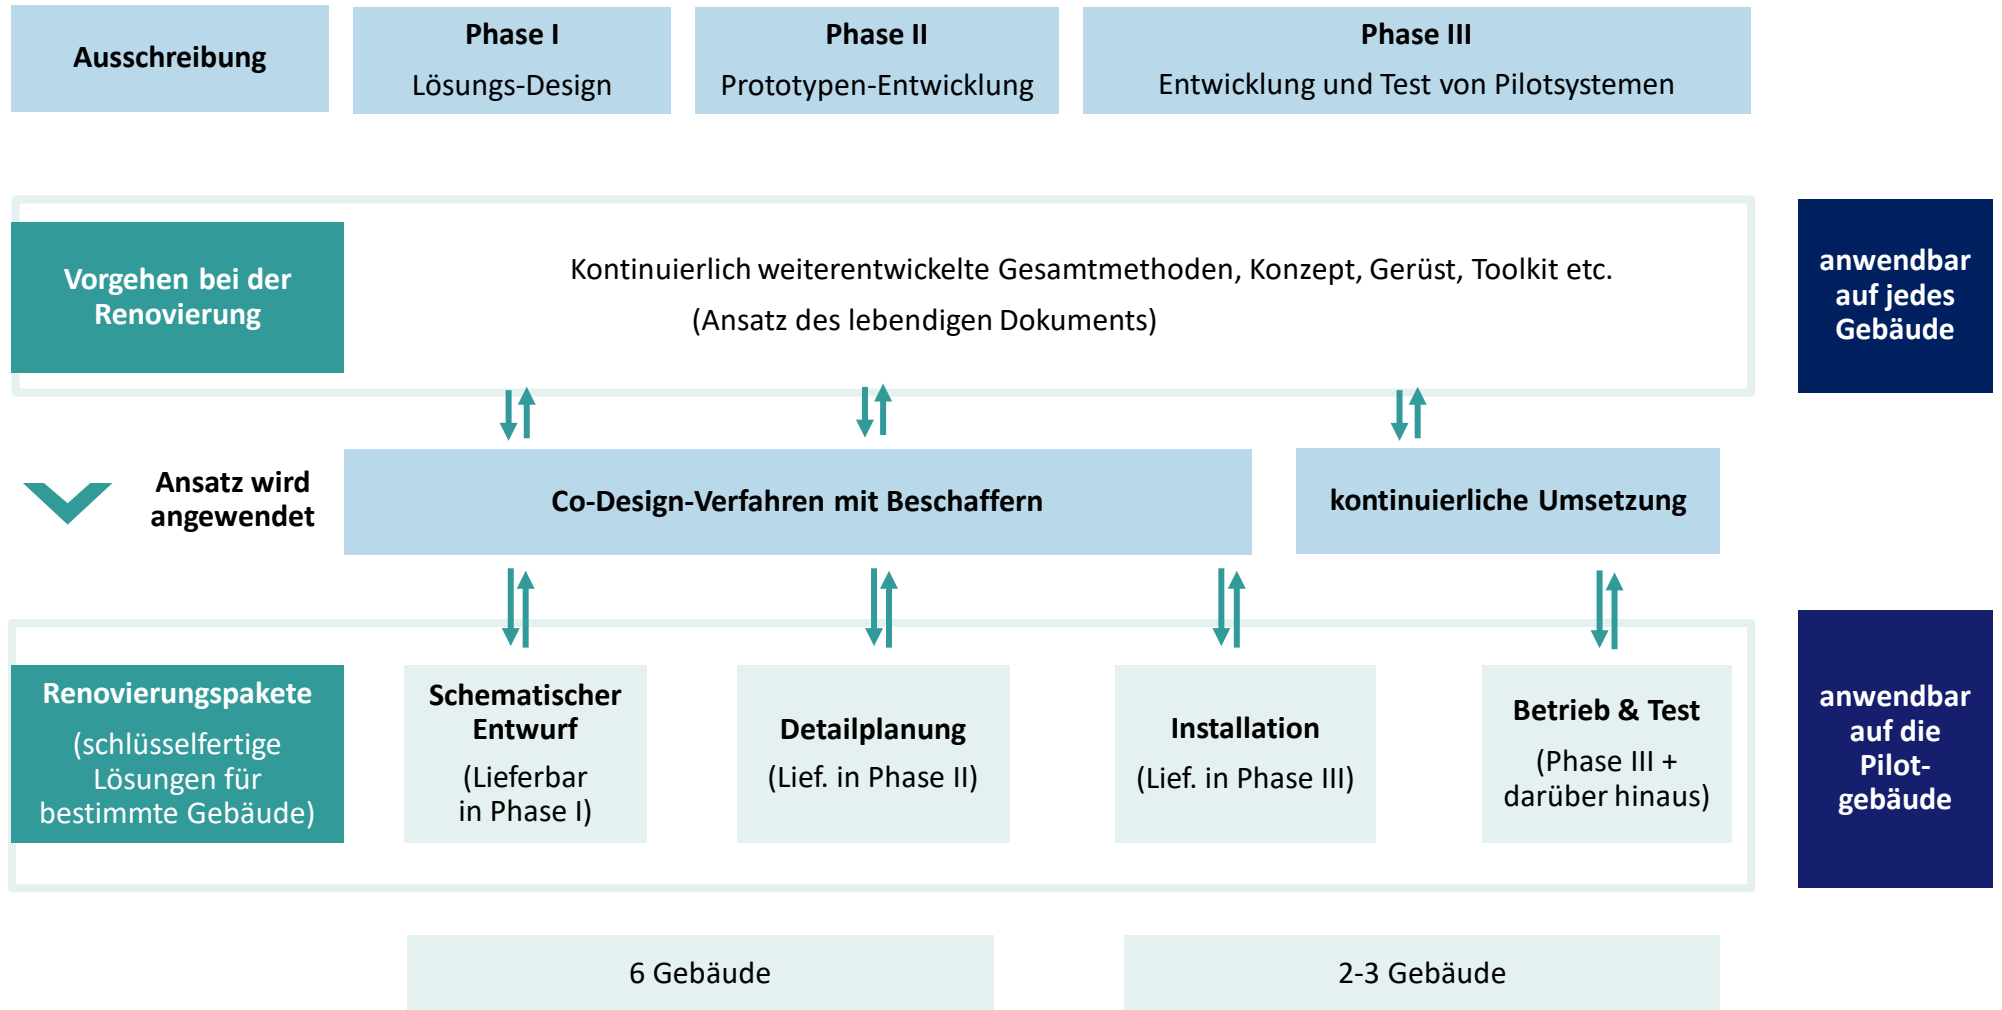 Ausschreibung
Phase I
Lösungs-Design
Phase II
Prototypen-Entwicklung
Phase III
Entwicklung und Test von Pilotsystemen
Vorgehen bei der
Renovierung
Kontinuierlich weiterentwickelte Gesamtmethoden, Konzept, Gerüst, Toolkit etc.
(Ansatz des lebendigen Dokuments)
anwendbar
auf jedes
Gebäude
Ansatz wird
angewendet
Co-Design-Verfahren mit Beschaffern
kontinuierliche Umsetzung
Renovierungspakete
(schlüsselfertige
Lösungen für
bestimmte Gebäude)
Schematischer
Entwurf
(Lieferbar
in Phase I)
Detailplanung
(Lief. in Phase II)
Installation
(Lief. in Phase III)
Betrieb & Test
(Phase III +
darüber hinaus)
anwendbar
auf die
Pilot-
gebäude
6 Gebäude
2-3 Gebäude